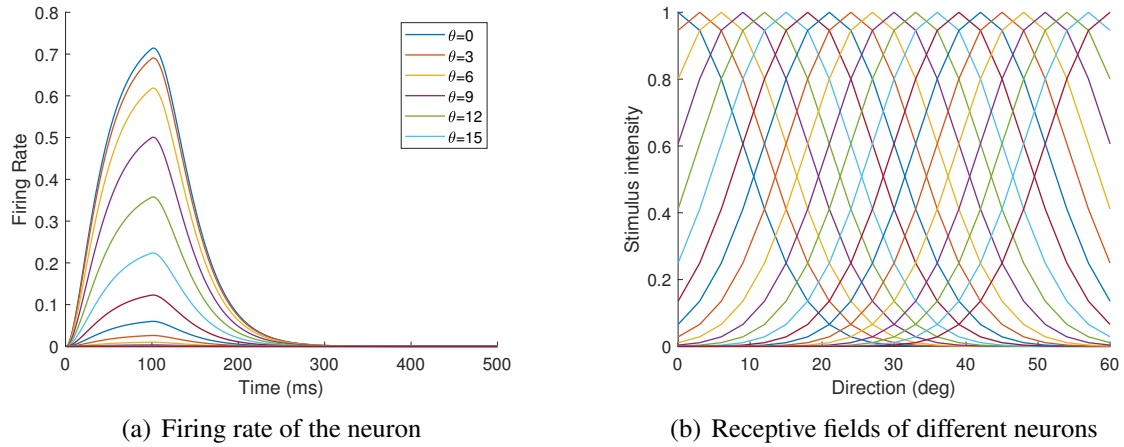 0.8
0.7
0.6
0.5
0.4
0.3
0.2
0.1
0
Firing Rate
0 100 200 300 400 500
Time (ms)
θ=0
θ=3
θ=6
θ=9
θ=12
θ=15
(a) Firing rate of the neuron
1
0.8
0.6
0.4
0.2
0
Stimulus intensity
0 10 20 30 40 50 60
Direction (deg)
(b) Receptive fields of different neurons